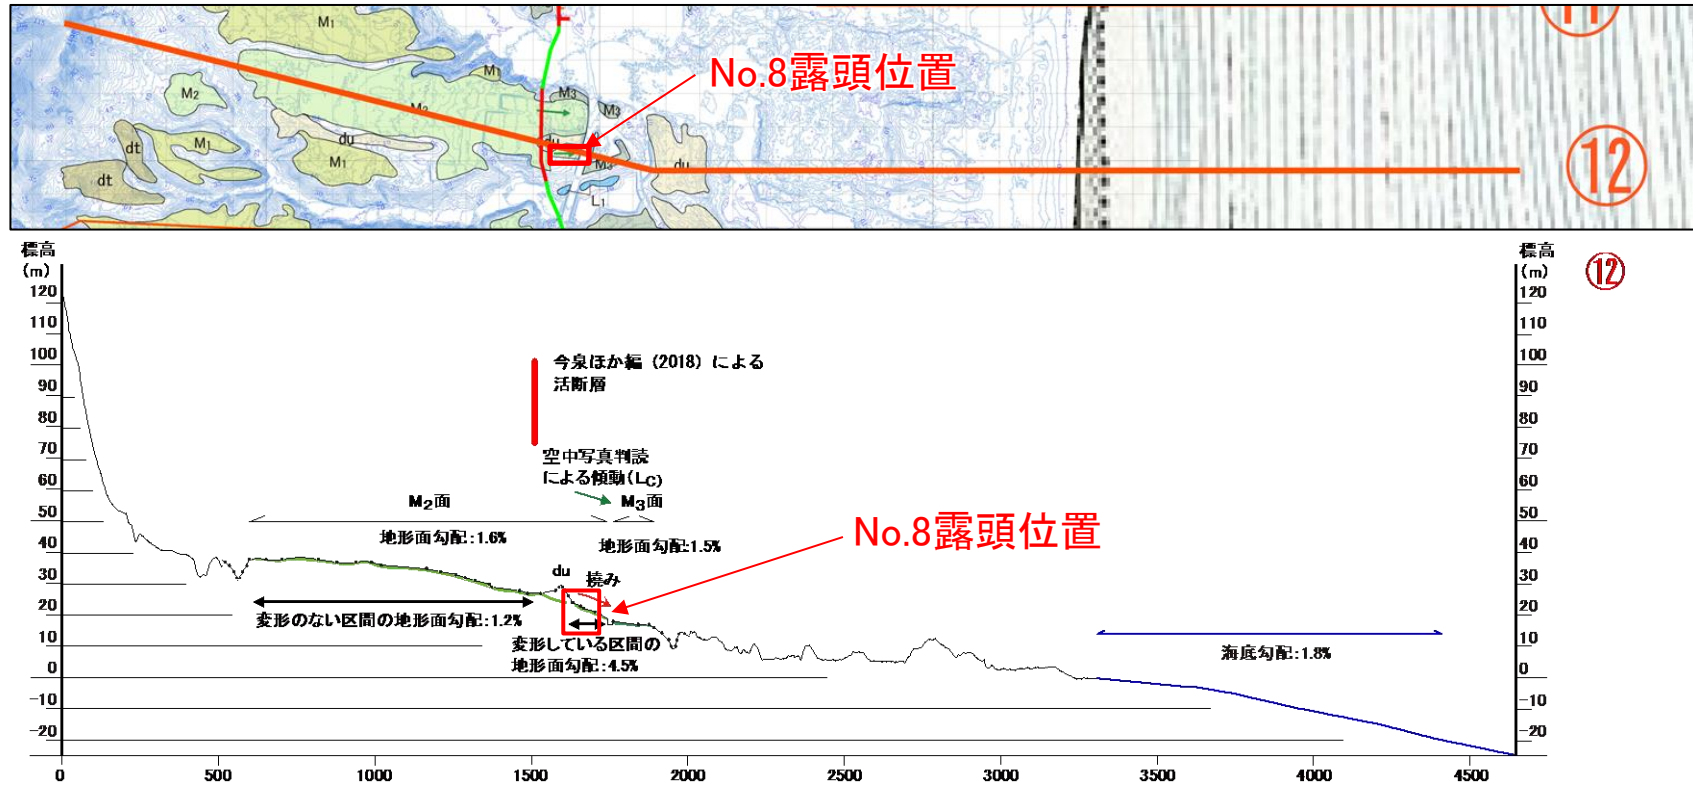 M1
11
No.8露頭位置
M1
M2
M2
M3
M3
dt
M1
du
du
M3
du
dt
M1
L1
12
標高
(m)
標高
(m)
⑫
120
110
100
90
80
70
60
50
40
30
20
10
0
-10
-20
120
110
100
90
80
70
60
50
40
30
20
10
0
-10
-20
今泉ほか編（2018）による
活断層
空中写真判読
による傾動(LC)
M2面
M3面
地形面勾配:1.6%
地形面勾配:1.5%
No.8露頭位置
du
撓み
変形のない区間の地形面勾配:1.2%
変形している区間の
地形面勾配:4.5%
海底勾配:1.8%
0
500
1000
1500
2000
2500
3000
3500
4000
4500